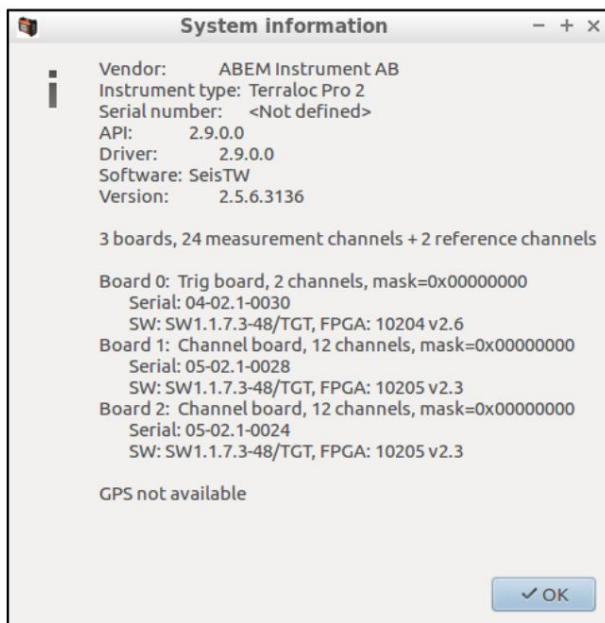 System information
Vendor: ABEM Instrument AB
Instrument type: Terraloc Pro 2
Serial number: <Not defined>
API: 2.9.0.0
Driver: 2.9.0.0
Software: SeisTW
Version: 2.5.6.3136
3 boards, 24 measurement channels + 2 reference channels
Board 0: Trig board, 2 channels, mask=0x00000000
Serial: 04-02.1-0030
SW: SW1.1.7.3-48/TGT, FPGA: 10204 v2.6
Board 1: Channel board, 12 channels, mask=0x00000000
Serial: 05-02.1-0028
SW: SW1.1.7.3-48/TGT, FPGA: 10205 v2.3
Board 2: Channel board, 12 channels, mask=0x00000000
Serial: 05-02.1-0024
SW: SW1.1.7.3-48/TGT, FPGA: 10205 v2.3
GPS not available
OK